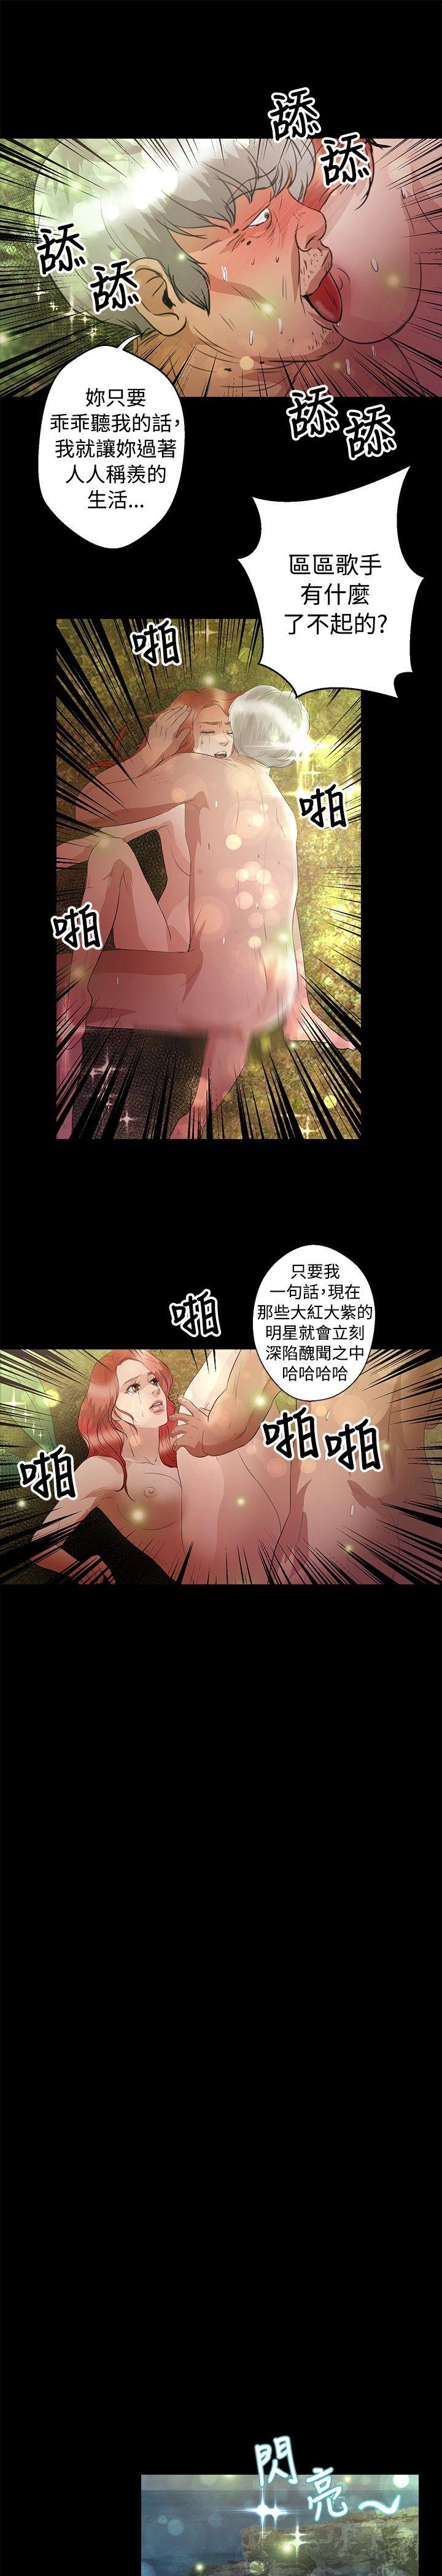 舔
舔
舔
舔
妳只要
乖乖聽我的話，
我就讓妳過著
人人稱羨的
生活…
舔
舔
區區歌手
有什麼
了不起的?
啪
啪
啪
只要我
一句話，現在
那些大紅大紫的
明星就會立刻
深陷醜聞之中
哈哈哈哈
啪
啪
啪
啪
閃
亮~